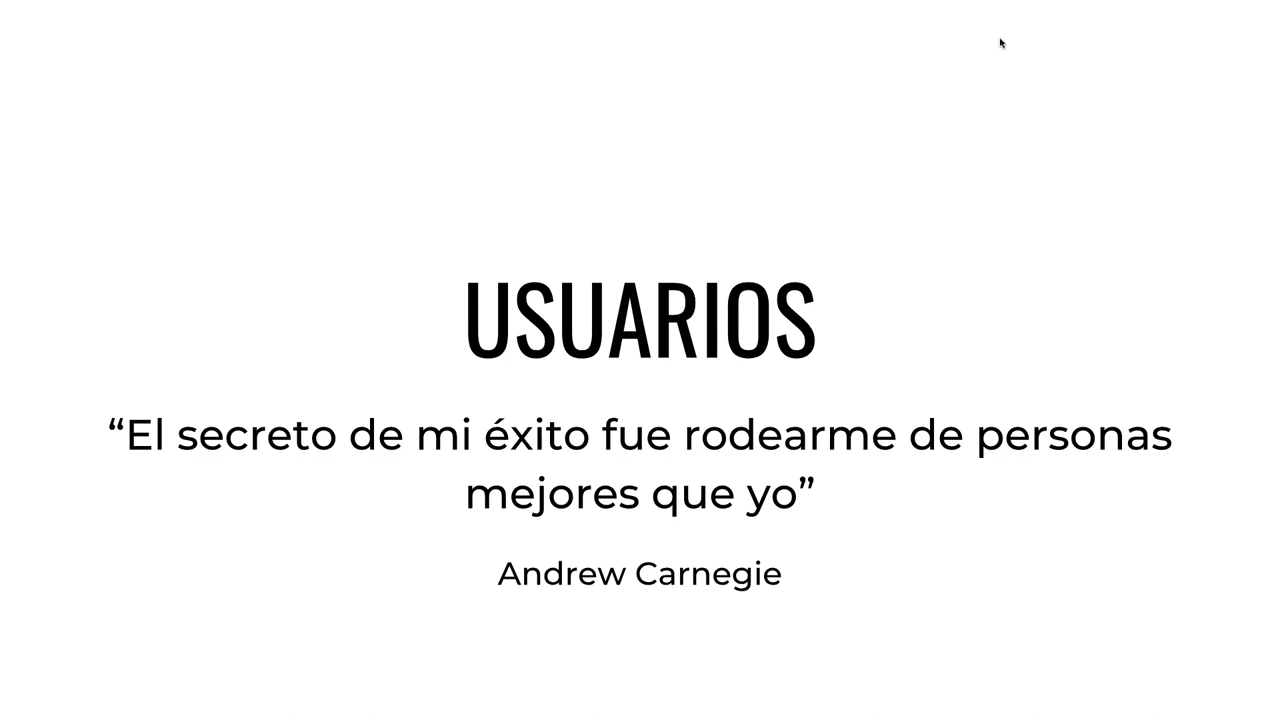 USUARIOS
“El secreto de mi éxito fue rodearme de personas
mejores que yo”
Andrew Carnegie